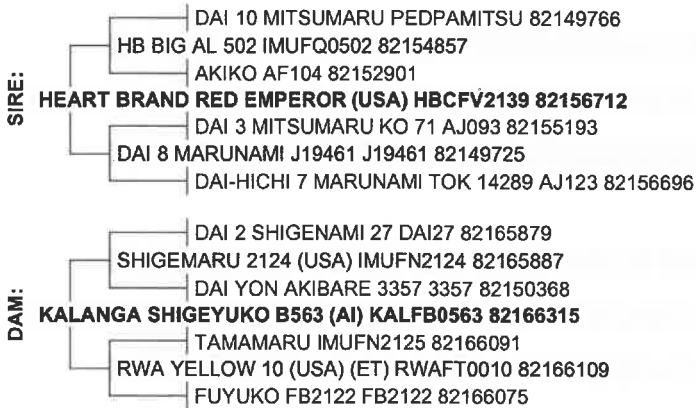 SIRE:
DAI 10 MITSUMARU PEDPAMITSU 82149766
HB BIG AL 502 IMUFQ0502 82154857
AKIKO AF104 82152901
HEART BRAND RED EMPEROR (USA) HBCFV2139 82156712
DAI 3 MITSUMARU KO 71 AJ093 82155193
DAI 8 MARUNAMI J19461 J19461 82149725
DAI-HICHI 7 MARUNAMI TOK 14289 AJ123 82156696
DAM:
DAI 2 SHIGENAMI 27 DAI27 82165879
SHIGEMARU 2124 (USA) IMUFN2124 82165887
DAI YON AKIBARE 3357 3357 82150368
KALANGA SHIGEYUKO B563 (AI) KALFB0563 82166315
TAMAMARU IMUFN2125 82166091
RWA YELLOW 10 (USA) (ET) RWAFT0010 82166109
FUYUKO FB2122 FB2122 82166075